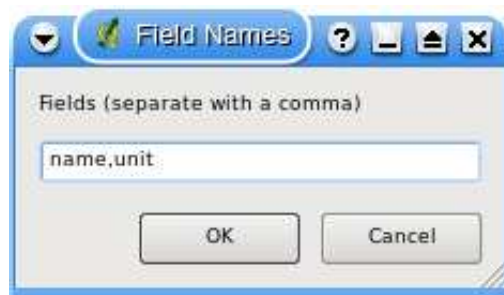 Field Names
Fields (separate with a comma)
name,unit
OK
Cancel